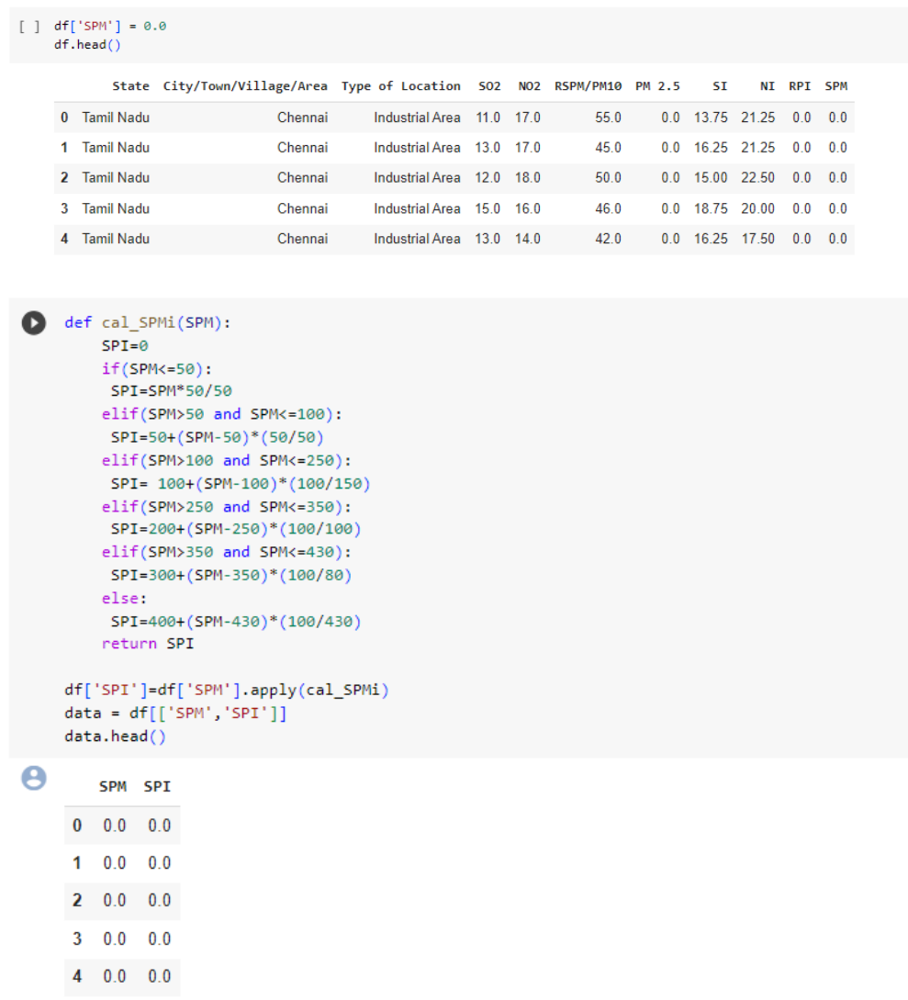 [ ] df['SPM'] = 0.0
df.head()
State City/Town/Village/Area Type of Location SO2 NO2 RSPM/PM10 PM 2.5 SI NI RPI SPM
0 Tamil Nadu Chennai Industrial Area 11.0 17.0 55.0 0.0 13.75 21.25 0.0 0.0
1 Tamil Nadu Chennai Industrial Area 13.0 17.0 45.0 0.0 16.25 21.25 0.0 0.0
2 Tamil Nadu Chennai Industrial Area 12.0 18.0 50.0 0.0 15.00 22.50 0.0 0.0
3 Tamil Nadu Chennai Industrial Area 15.0 16.0 46.0 0.0 18.75 20.00 0.0 0.0
4 Tamil Nadu Chennai Industrial Area 13.0 14.0 42.0 0.0 16.25 17.50 0.0 0.0
def cal_SPMi(SPM):
    SPI=0
    if(SPM<=50):
     SPI=SPM*50/50
    elif(SPM>50 and SPM<=100):
     SPI=50+(SPM-50)*(50/50)
    elif(SPM>100 and SPM<=250):
     SPI= 100+(SPM-100)*(100/150)
    elif(SPM>250 and SPM<=350):
     SPI=200+(SPM-250)*(100/100)
    elif(SPM>350 and SPM<=430):
     SPI=300+(SPM-350)*(100/80)
    else:
     SPI=400+(SPM-430)*(100/430)
    return SPI
df['SPI']=df['SPM'].apply(cal_SPMi)
data = df[['SPM','SPI']]
data.head()
SPM SPI
0 0.0 0.0
1 0.0 0.0
2 0.0 0.0
3 0.0 0.0
4 0.0 0.0